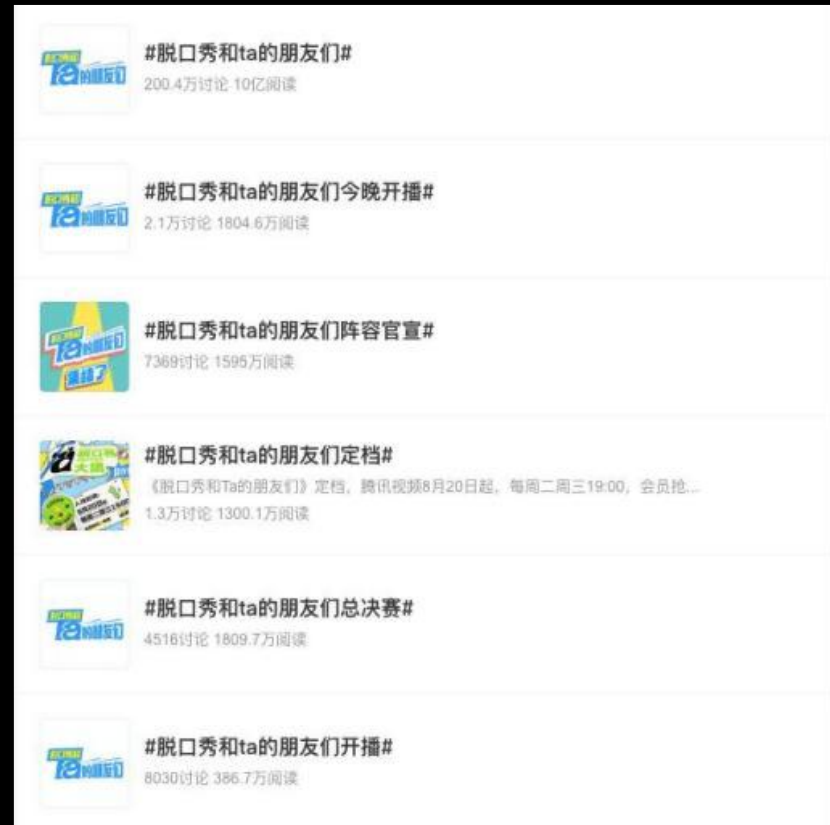 #脱口秀和ta的朋友们#
200.4万讨论 10亿阅读
#脱口秀和ta的朋友们今晚开播#
2.1万讨论 1804.6万阅读
#脱口秀和ta的朋友们阵容官宣#
7369讨论 1595万阅读
集结了
#脱口秀和ta的朋友们定档#
《脱口秀和Ta的朋友们》定档，腾讯视频8月20日起，每周二周三19:00，会员抢...
1.3万讨论 1300.1万阅读
#脱口秀和ta的朋友们总决赛#
4516讨论 1809.7万阅读
#脱口秀和ta的朋友们开播#
8030讨论 386.7万阅读